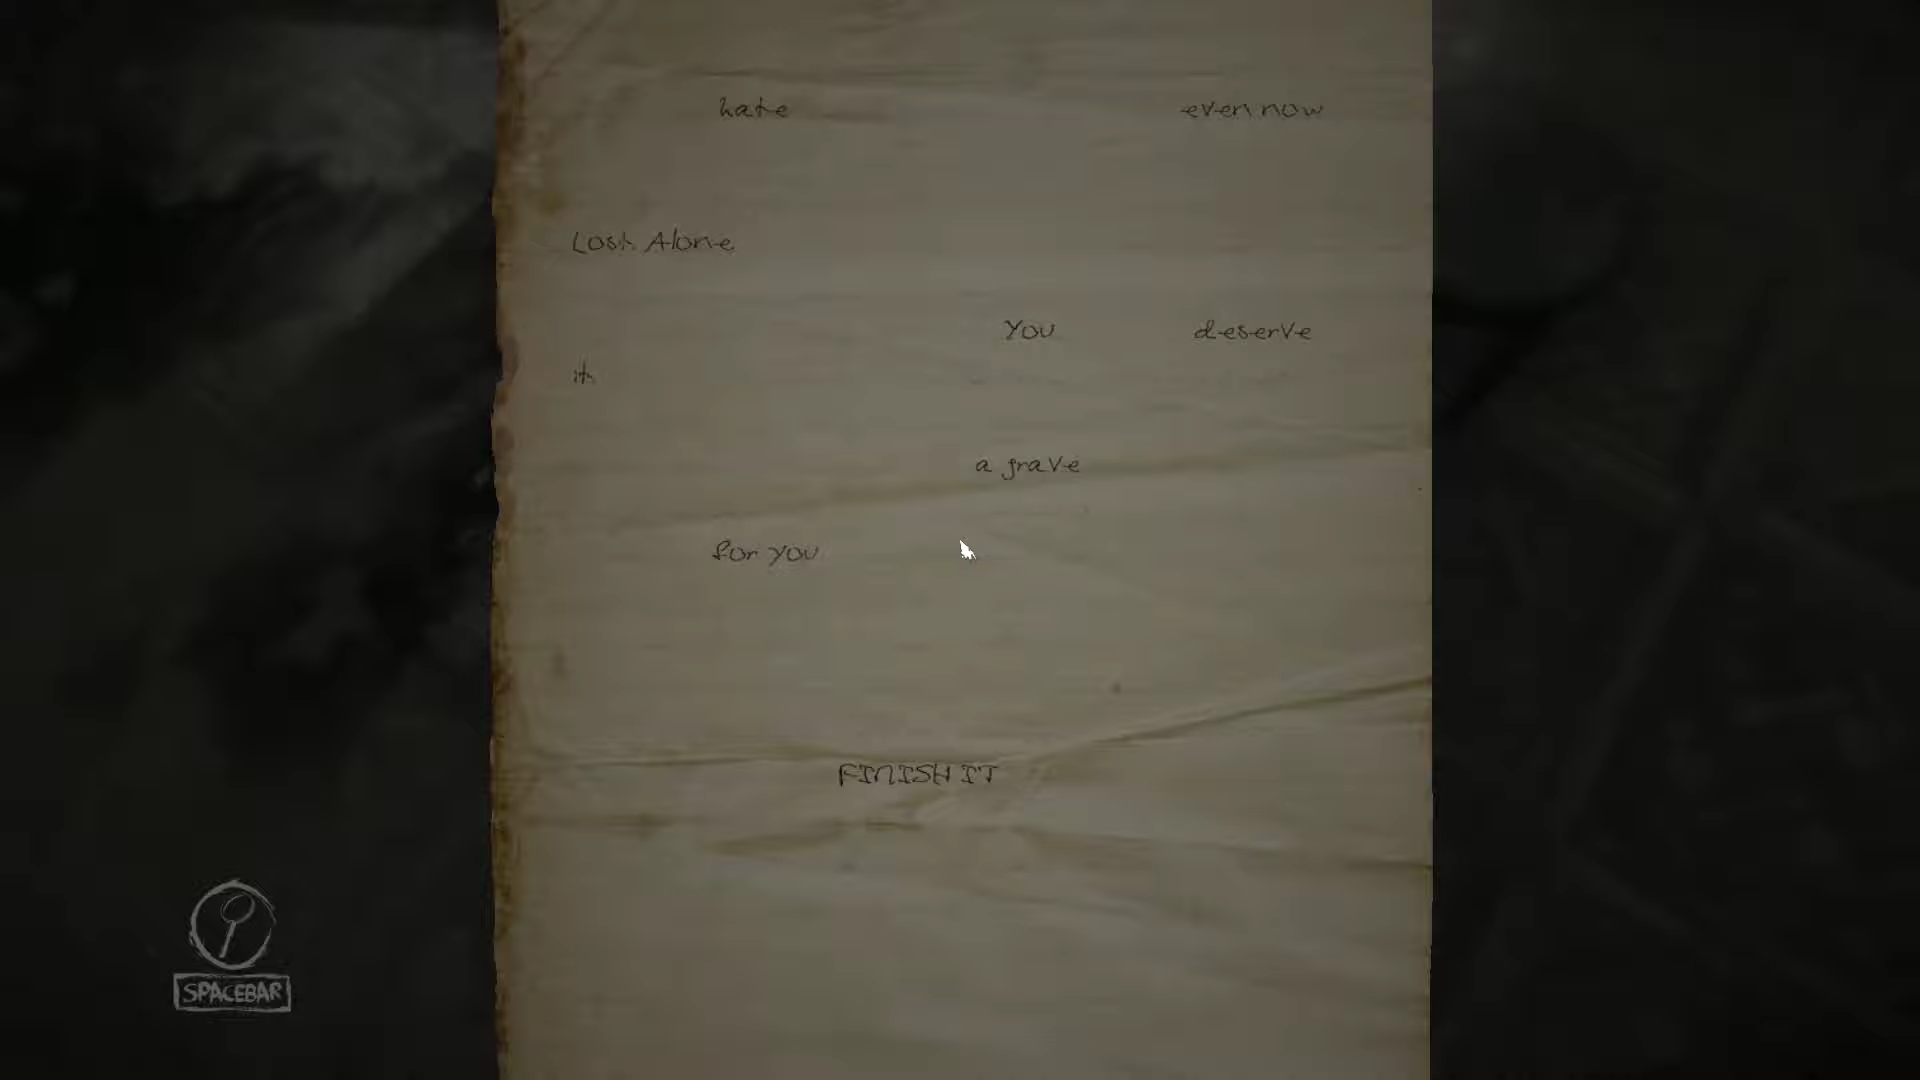 hate even now
Lost Alone
You deserve
it
a grave
for you
FINISH IT
SPACEBAR